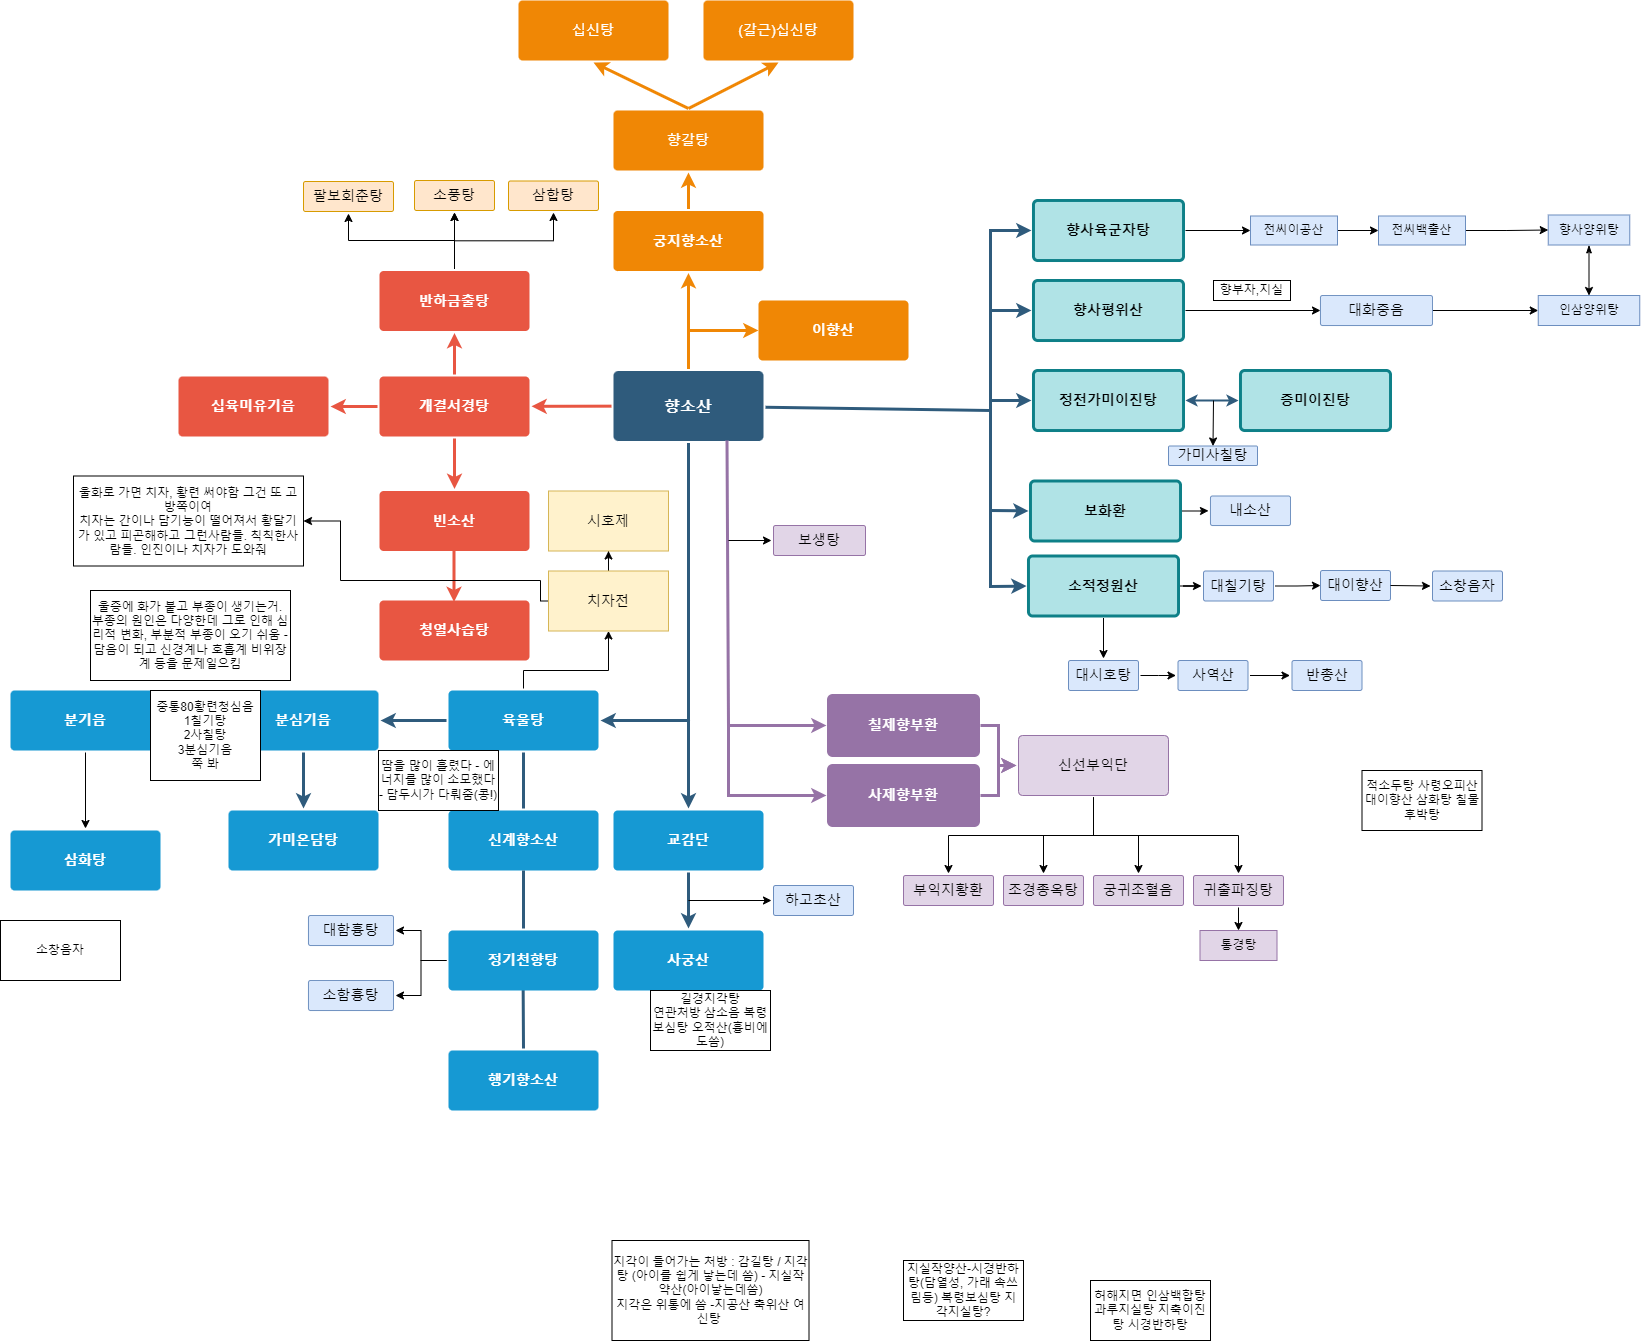 십신탕
(갈근)십신탕
향갈탕
팔보회춘탕
소풍탕
삼합탕
궁지향소산
향사육군자탕
전씨이공산
전씨백출산
향사양위탕
반하금출탕
이향산
향사평위산
향부자,지실
대화중음
인삼양위탕
십육미유기음
개결서경탕
향소산
정전가미이진탕
증미이진탕
가미사칠탕
울화로 가면 치자, 황련 써야함 그건 또 고
방쪽이여
치자는 간이나 담기능이 떨어져서 황달기
가 있고 피곤해하고 그런사람들. 칙칙한사
람들. 인진이나 치자가 도와줘
빈소산
시호제
보생탕
보화환
내소산
울증에 화가 붙고 부종이 생기는거.
부종의 원인은 다양한데 그로 인해 심
리적 변화, 부분적 부종이 오기 쉬움 -
담음이 되고 신경계나 호흡계 비위장
계 등을 문제일으킴
청열사습탕
치자전
소적정원산
대칠기탕
대이향산
소창음자
대시호탕
사역산
반총산
분기음
중통80황련청심음
1칠기탕
2사칠탕
3분심기음
쭉 봐
분심기음
육울탕
땀을 많이 흘렸다 - 에
너지를 많이 소모했다
- 담두시가 다뤄줌(콩!)
칠제향부환
사제향부환
신선부익단
적소두탕 사령오피산
대이향산 삼화탕 칠물
후박탕
삼화탕
가미온담탕
신계향소산
교감단
하고초산
부익지황환
조경종옥탕
궁귀조혈음
귀출파징탕
통경탕
소창음자
대함흉탕
소함흉탕
정기천향탕
사궁산
길경지각탕
연관처방 삼소음 복령
보심탕 오적산(흉비에
도씀)
행기향소산
지각이 들어가는 처방 : 감길탕 / 지각
탕 (아이를 쉽게 낳는데 씀) - 지실작
약산(아이낳는데씀)
지각은 위통에 씀 -지공산 축위산 여
신탕
지실작양산-시경반하
탕(담열성, 가래 속쓰
림등) 복령보심탕 지
각지실탕?
허해지면 인삼백합탕
과루지실탕 지축이진
탕 시경반하탕